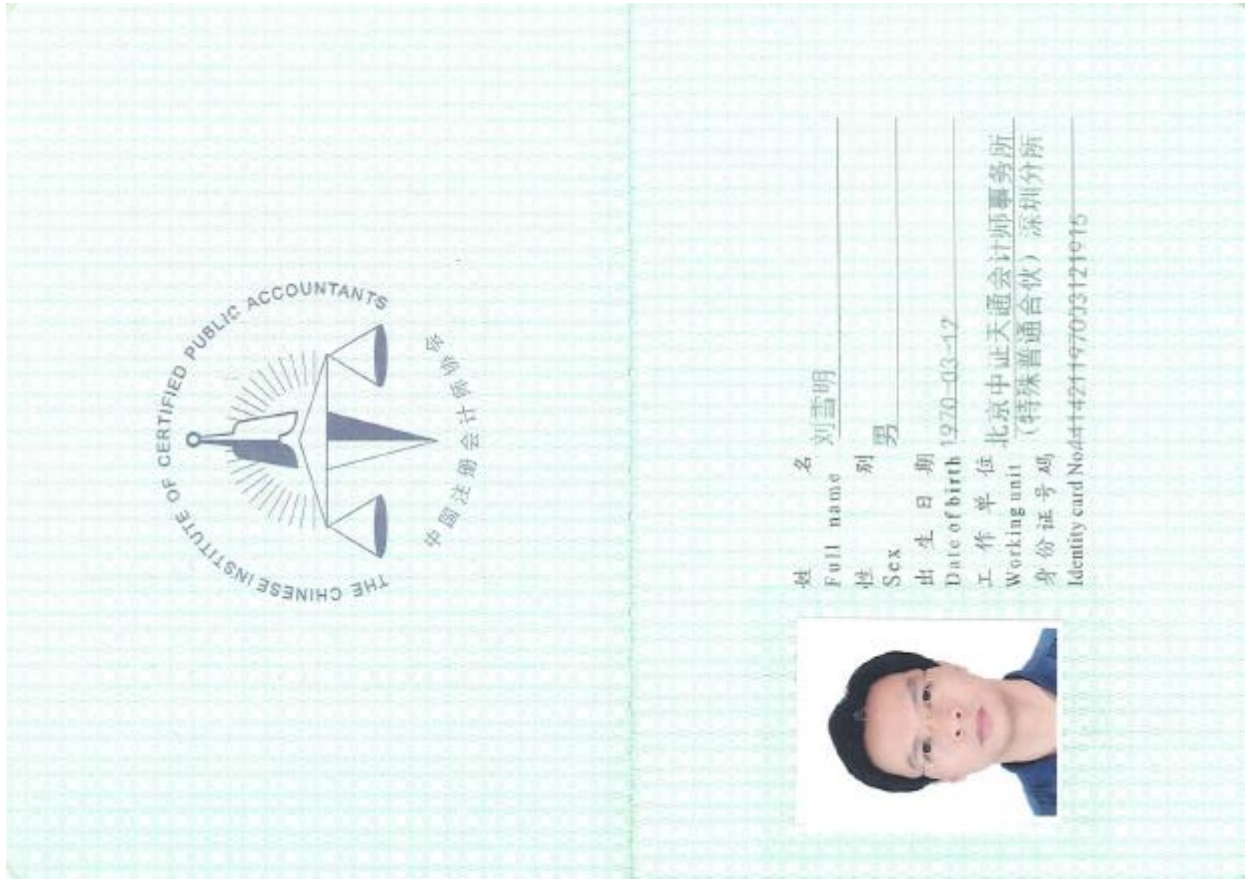 THE CHINESE INSTITUTE OF CERTIFIED PUBLIC ACCOUNTANTS
中国注册会计师协会
姓 名 刘雪明
Full name
性 别 男
Sex
出 生 日 期 1970-03-12
Date of birth
工 作 单 位 北京中证天通会计师事务所
Working unit (特殊普通合伙) 深圳分所
身 份 证 号 码
Identity card No.